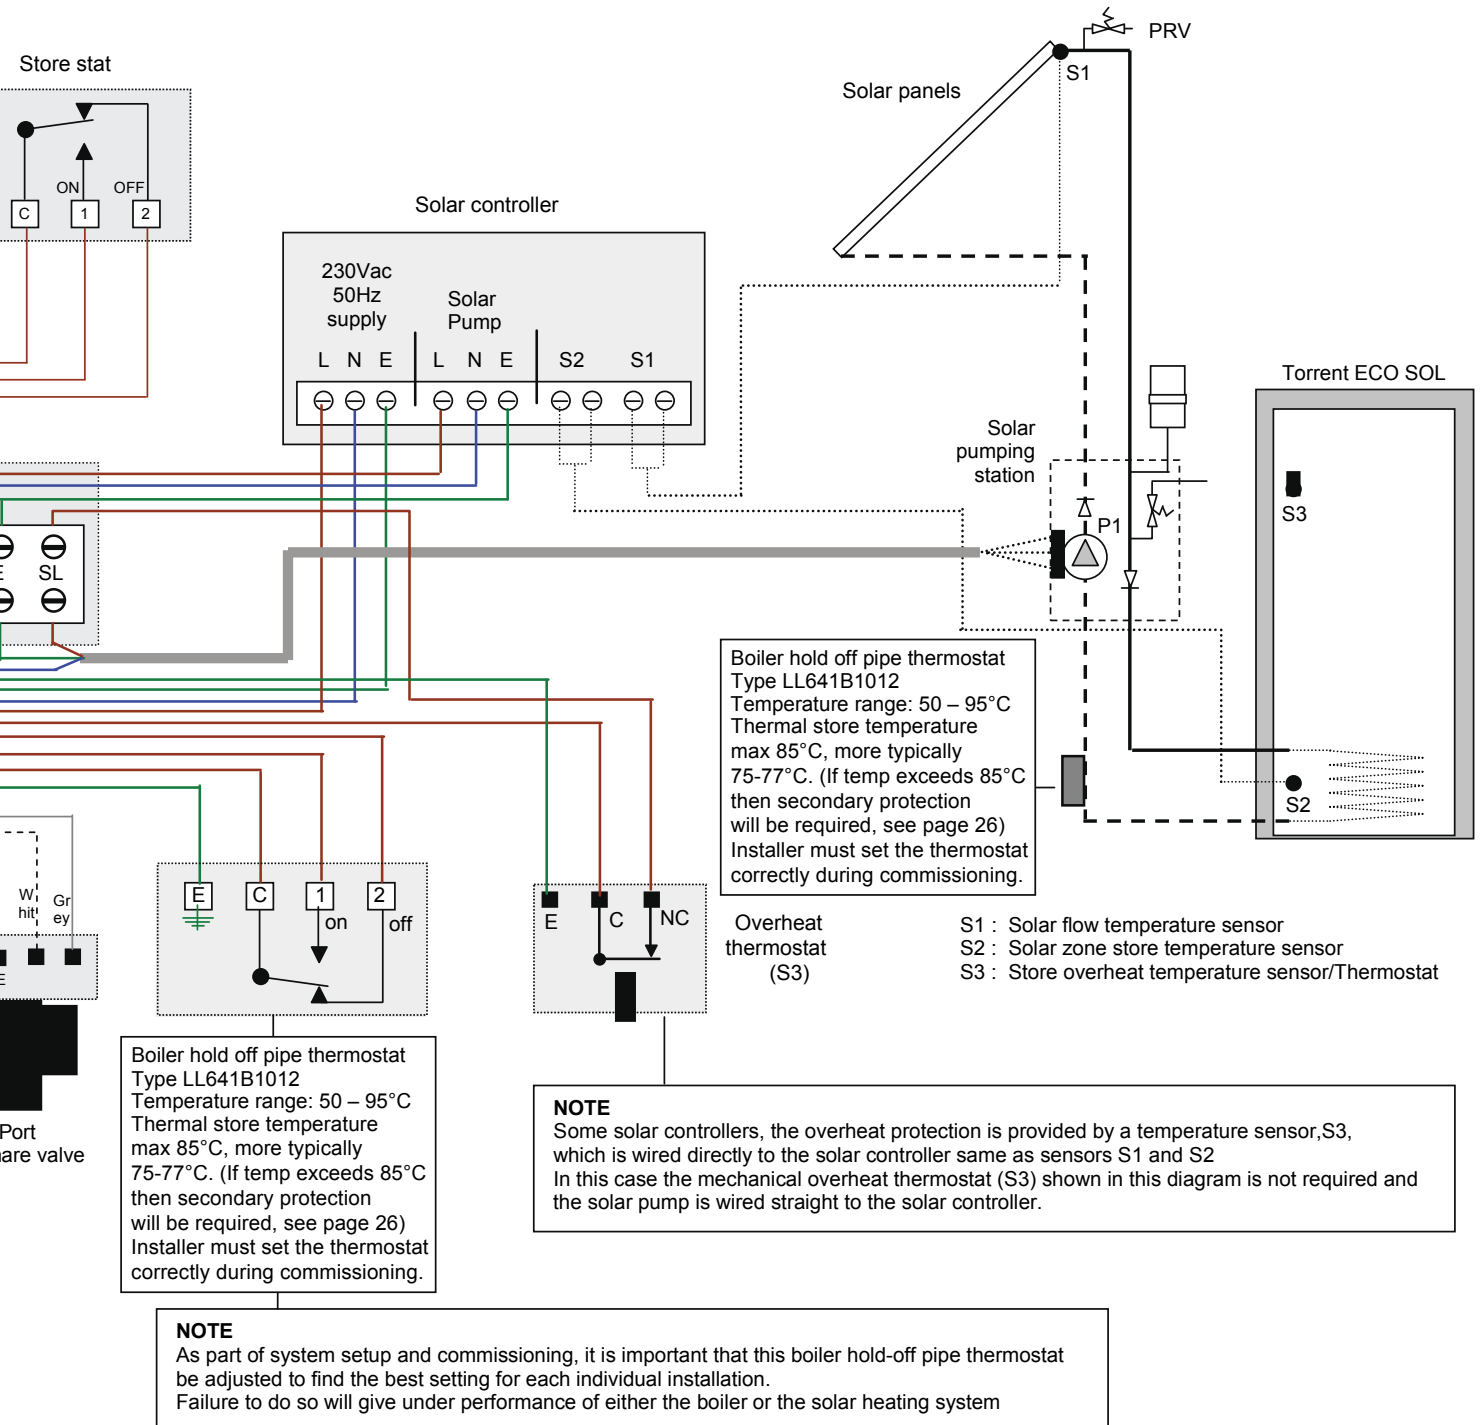 PRV
Store stat
S1
Solar panels
ON
OFF
C
1
2
Solar controller
230Vac
50Hz
supply
Solar
Pump
L N E
L N E
S2
S1
Torrent ECO SOL
Solar
pumping
station
P1
S3
E
SL
Boiler hold off pipe thermostat
Type LL641B1012
Temperature range: 50 – 95°C
Thermal store temperature
max 85°C, more typically
75-77°C. (If temp exceeds 85°C
then secondary protection
will be required, see page 26)
Installer must set the thermostat
correctly during commissioning.
S2
W
hit
Gr
ey
E
E
C
1
2
on
off
E
C
NC
Overheat
thermostat
(S3)
S1 : Solar flow temperature sensor
S2 : Solar zone store temperature sensor
S3 : Store overheat temperature sensor/Thermostat
Port
are valve
Boiler hold off pipe thermostat
Type LL641B1012
Temperature range: 50 – 95°C
Thermal store temperature
max 85°C, more typically
75-77°C. (If temp exceeds 85°C
then secondary protection
will be required, see page 26)
Installer must set the thermostat
correctly during commissioning.
NOTE
Some solar controllers, the overheat protection is provided by a temperature sensor,S3,
which is wired directly to the solar controller same as sensors S1 and S2
In this case the mechanical overheat thermostat (S3) shown in this diagram is not required and
the solar pump is wired straight to the solar controller.
NOTE
As part of system setup and commissioning, it is important that this boiler hold-off pipe thermostat
be adjusted to find the best setting for each individual installation.
Failure to do so will give under performance of either the boiler or the solar heating system